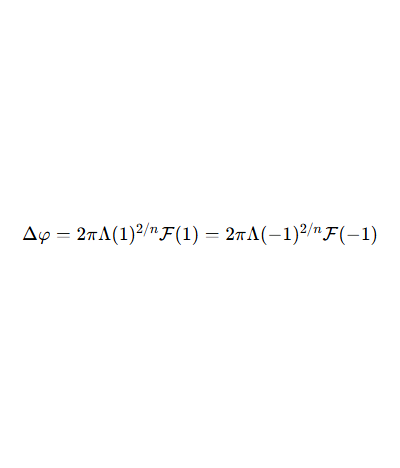 Δφ = 2πΛ(1)^{2/n}ℱ(1) = 2πΛ(−1)^{2/n}ℱ(−1)